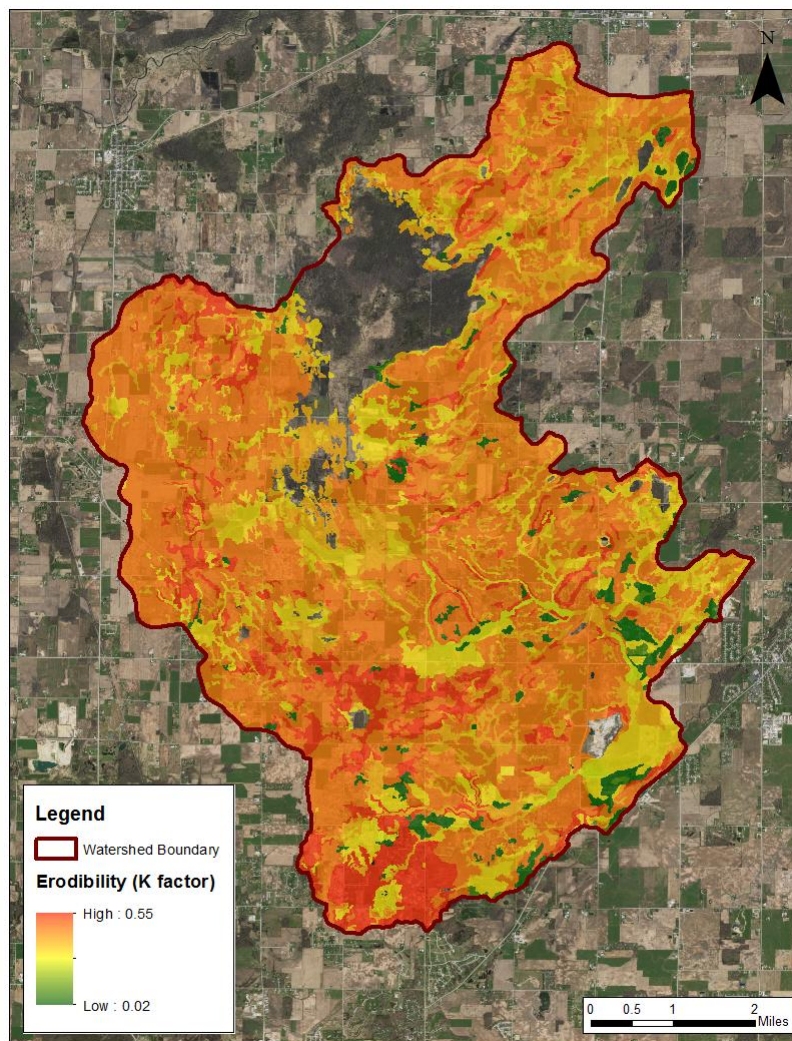 N
Legend
Watershed Boundary
Erodibility (K factor)
High : 0.55
Low : 0.02
0 0.5 1 2
Miles